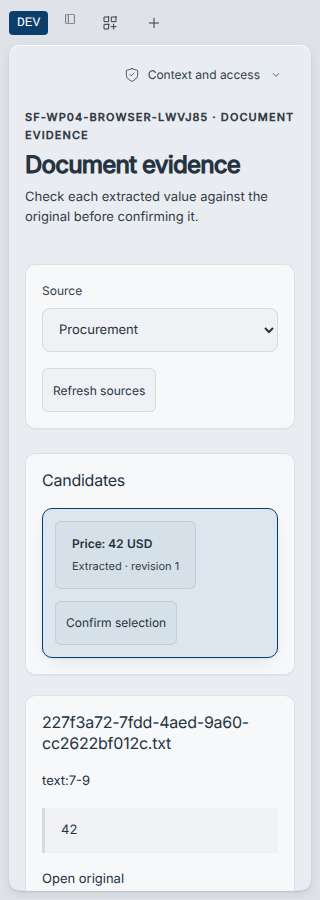 DEV
Context and access
SF-WP04-BROWSER-LWVJ85 · DOCUMENT
EVIDENCE
Document evidence
Check each extracted value against the
original before confirming it.
Source
Procurement
Refresh sources
Candidates
Price: 42 USD
Extracted · revision 1
Confirm selection
227f3a72-7fdd-4aed-9a60-
cc2622bf012c.txt
text:7-9
42
Open original